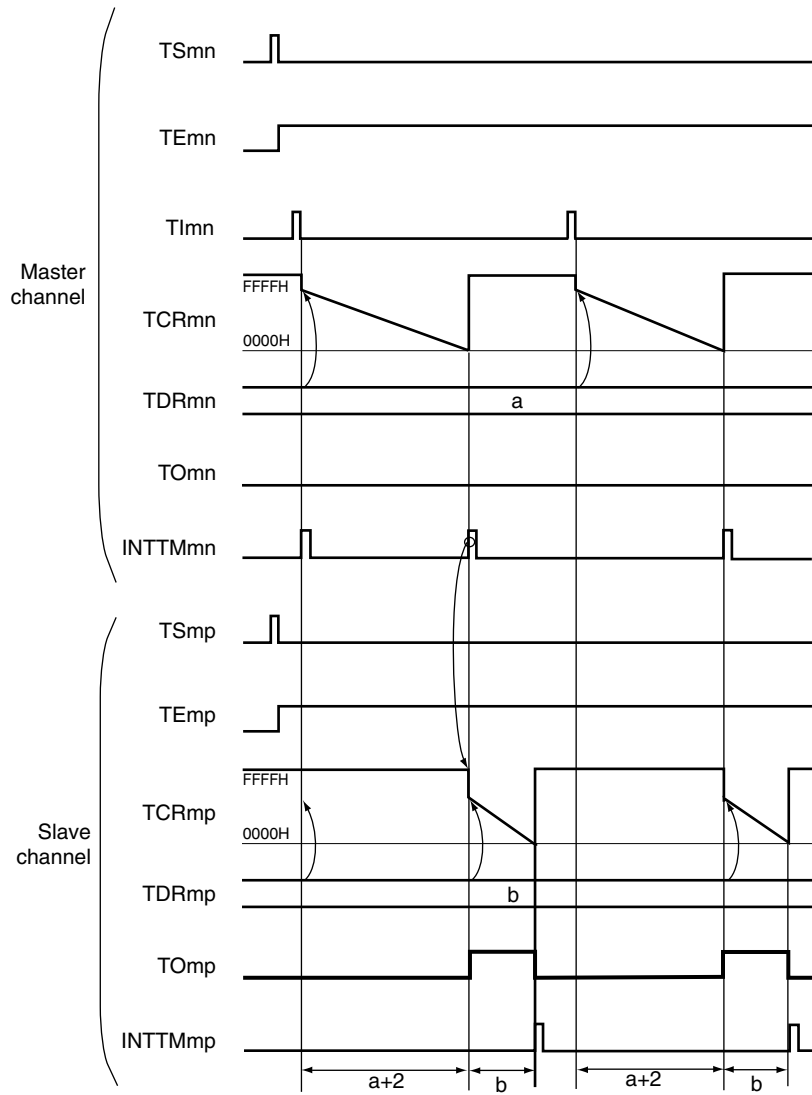 TSmn
TEmn
TImn
Master
channel
FFFFH
TCRmn
0000H
TDRmn
a
TOmn
INTTMmn
TSmp
TEmp
FFFFH
TCRmp
Slave
channel
0000H
TDRmp
b
TOmp
INTTMmp
a+2 b a+2 b